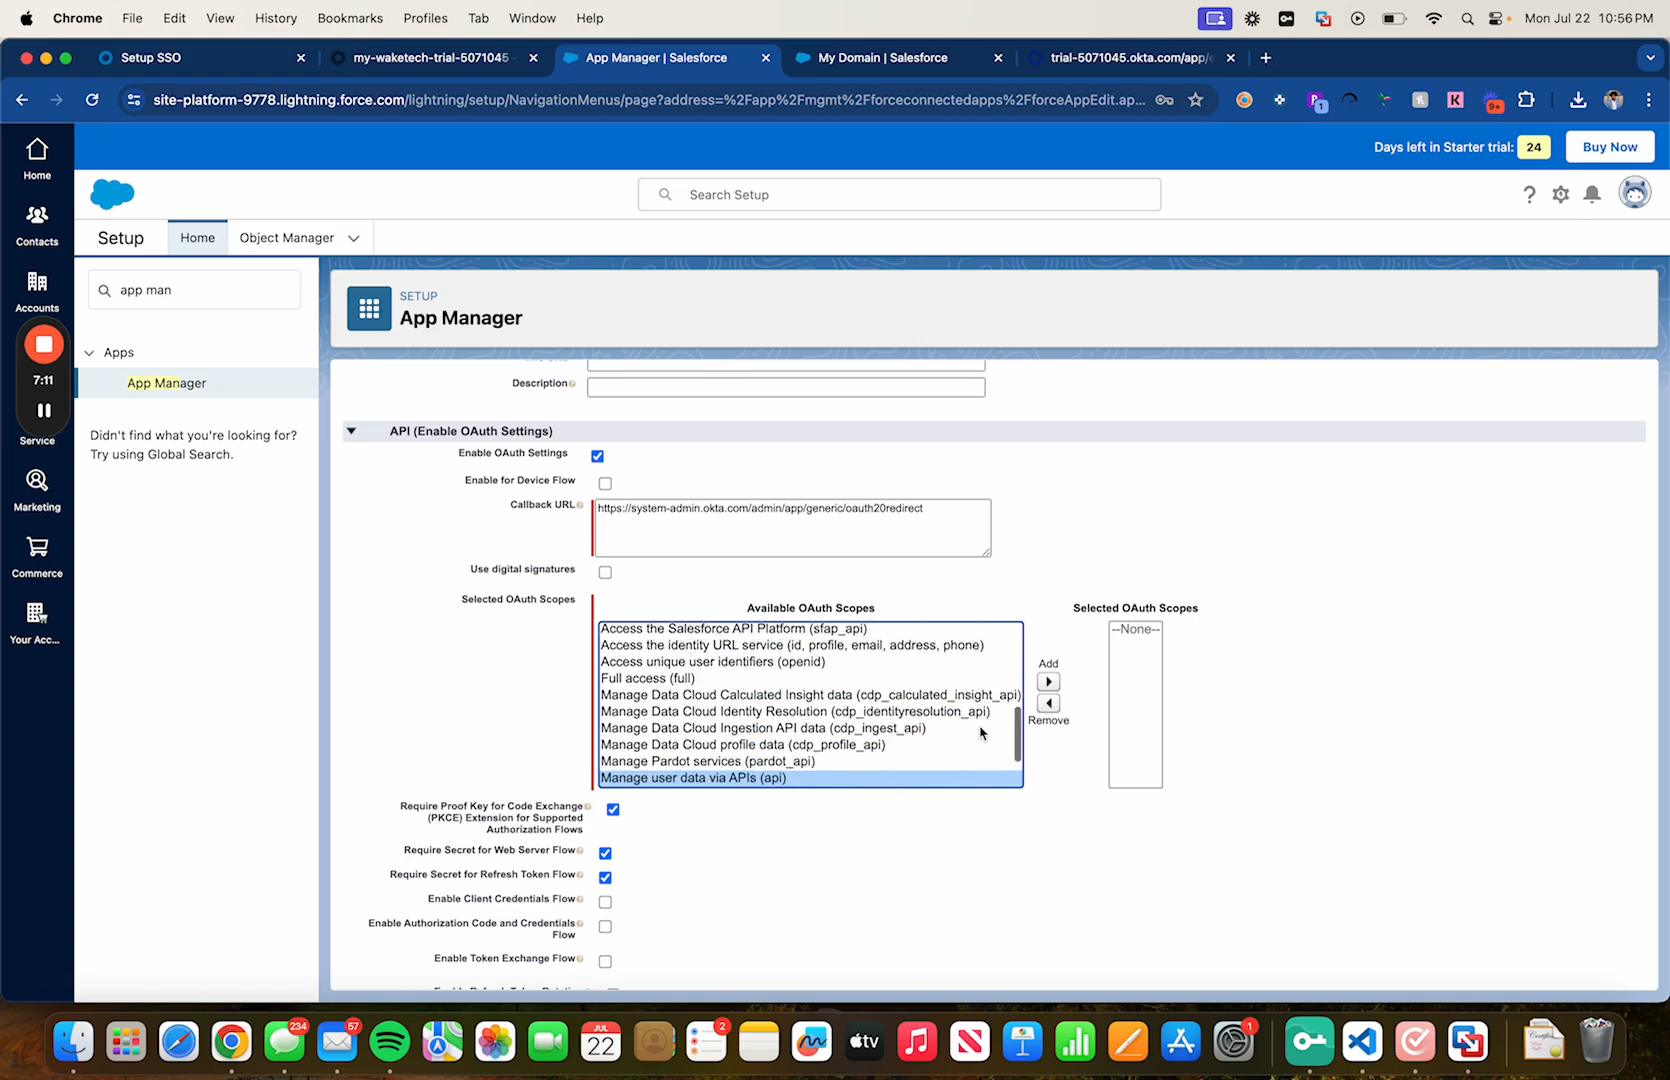 Chrome File Edit View History Bookmarks Profiles Tab Window Help Mon Jul 22 10:56 PM
Setup SSO my-waketech-trial-5071045 App Manager | Salesforce My Domain | Salesforce trial-5071045.okta.com/app/
site-platform-9778.lightning.force.com/lightning/setup/NavigationMenus/page?address=%2Fapp%2Fmgmt%2Fforceconnectedapps%2FforceAppEdit.ap...
1
9+
Days left in Starter trial: 24 Buy Now
Home
Search Setup
Contacts
Setup Home Object Manager
app man
Accounts
SETUP
App Manager
Apps
App Manager
7:11
Didn't find what you're looking for?
Try using Global Search.
Service
Marketing
Commerce
Your Acc...
Description
API (Enable OAuth Settings)
Enable OAuth Settings
Enable for Device Flow
Callback URL https://system-admin.okta.com/admin/app/generic/oauth20redirect
Use digital signatures
Selected OAuth Scopes
Available OAuth Scopes
Selected OAuth Scopes
Access the Salesforce API Platform (sfap_api)
Access the identity URL service (id, profile, email, address, phone)
Access unique user identifiers (openid)
Full access (full)
Manage Data Cloud Calculated Insight data (cdp_calculated_insight_api)
Manage Data Cloud Identity Resolution (cdp_identityresolution_api)
Manage Data Cloud Ingestion API data (cdp_ingest_api)
Manage Data Cloud profile data (cdp_profile_api)
Manage Pardot services (pardot_api)
Manage user data via APIs (api)
Add
Remove
--None--
Require Proof Key for Code Exchange
(PKCE) Extension for Supported
Authorization Flows
Require Secret for Web Server Flow
Require Secret for Refresh Token Flow
Enable Client Credentials Flow
Enable Authorization Code and Credentials
Flow
Enable Token Exchange Flow
234
57
JUL
22
2
tv
1